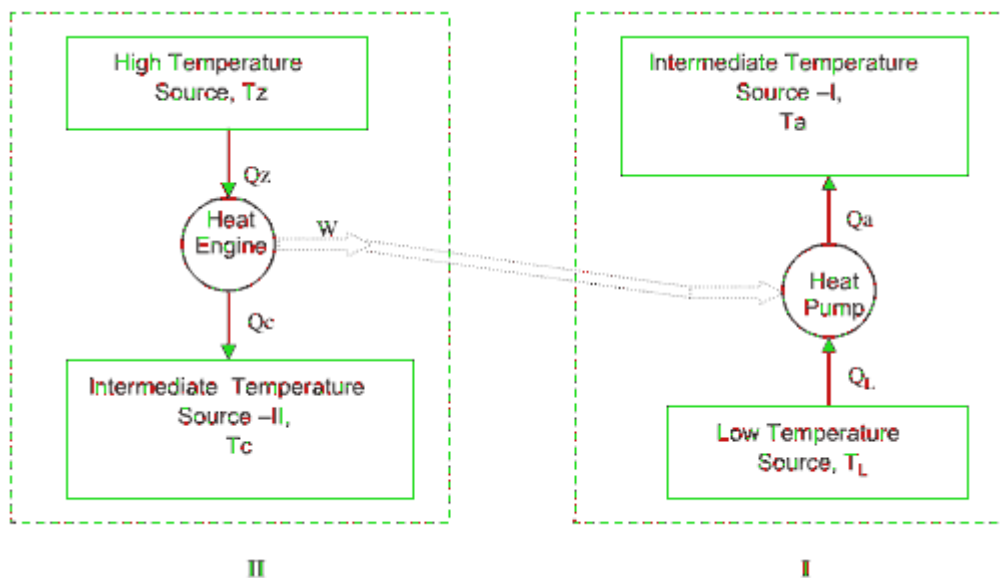 High Temperature
Source, Tz
Qz
Heat
Engine
W
Qc
Intermediate Temperature
Source –II,
Tc
II
Intermediate Temperature
Source –I,
Ta
Qa
Heat
Pump
QL
Low Temperature
Source, TL
I